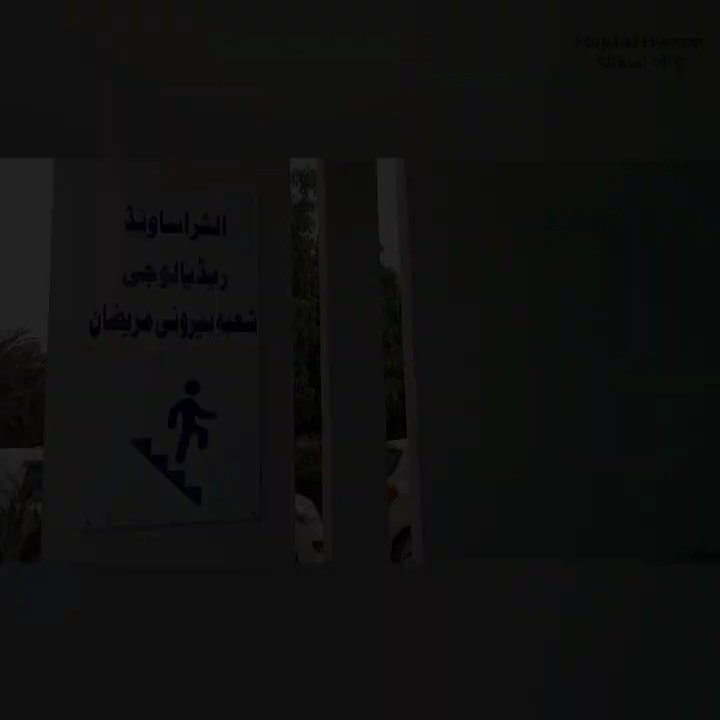 الٹراساونڈ
ریڈیالوجی
شعبہ بیرونی مریضان